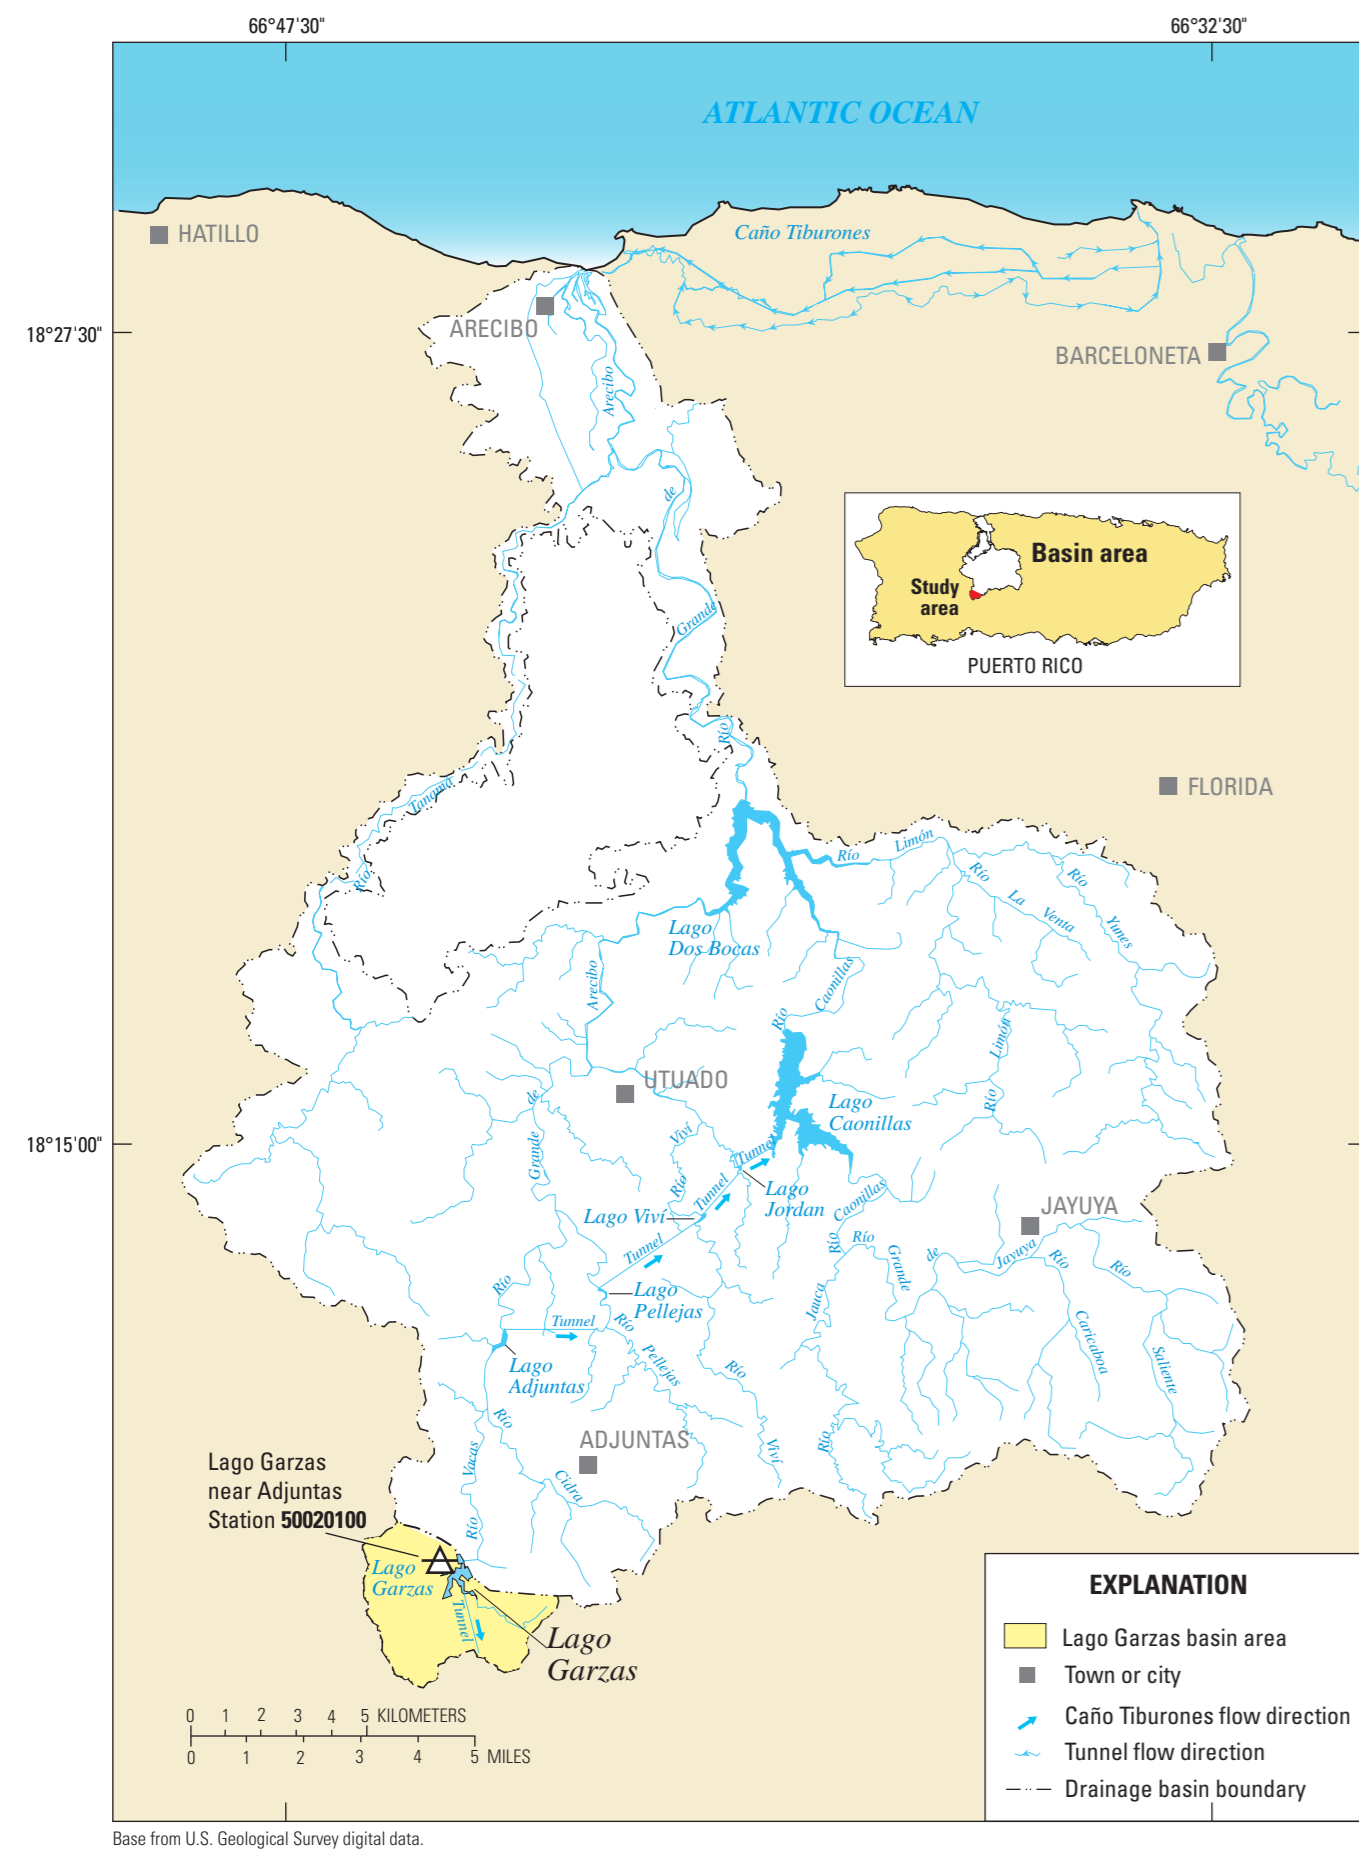 66°47'30"
66°32'30"
ATLANTIC OCEAN
HATILLO
Caño Tiburones
ARECIBO
18°27'30"
BARCELONETA
Arecibo
de
Grande
Río
Basin area
Study
area
PUERTO RICO
FLORIDA
Tanamá
Río
Río
Limón
Río
La
Venta
Río
Yunes
Lago
Dos Bocas
Arecibo
Caonillas
Río
Limón
Río
UTUADO
de
Grande
Lago
Caonillas
18°15'00"
Viví
Río
Tunnel
Tunnel
Lago
Jordan
Lago Viví
Caonillas
Río
JAYUYA
Tunnel
Río
Grande
de
Jayuya
Río
Río
Río
Lago
Pellejas
Jauca
Tunnel
Río
Pellejas
Caricaboa
Saliente
Lago
Adjuntas
Río
Viví
Río
Río
Vacas
Río
Cidra
ADJUNTAS
Lago Garzas
near Adjuntas
Station 50020100
Lago
Garzas
Tunnel
Lago
Garzas
EXPLANATION
Lago Garzas basin area
Town or city
Caño Tiburones flow direction
Tunnel flow direction
Drainage basin boundary
0 1 2 3 4 5 KILOMETERS
0 1 2 3 4 5 MILES
Base from U.S. Geological Survey digital data.